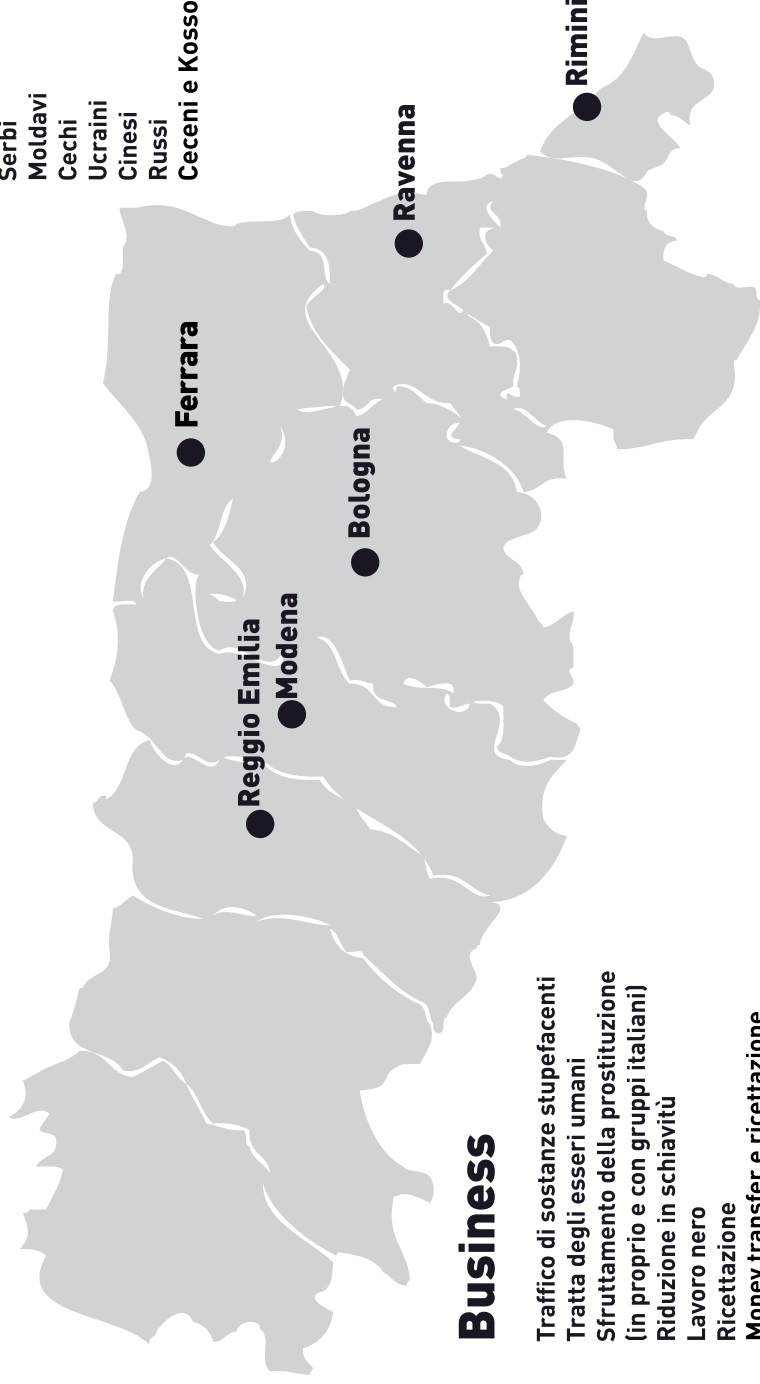 Serbi
Moldavi
Cechi
Ucraini
Cinesi
Russi
Ceceni e Kosso
Rimini
Ravenna
Ferrara
Bologna
Modena
Reggio Emilia
Business
Traffico di sostanze stupefacenti
Tratta degli esseri umani
Sfruttamento della prostituzione
(in proprio e con gruppi italiani)
Riduzione in schiavitù
Lavoro nero
Ricettazione
Money transfer e ricettazione